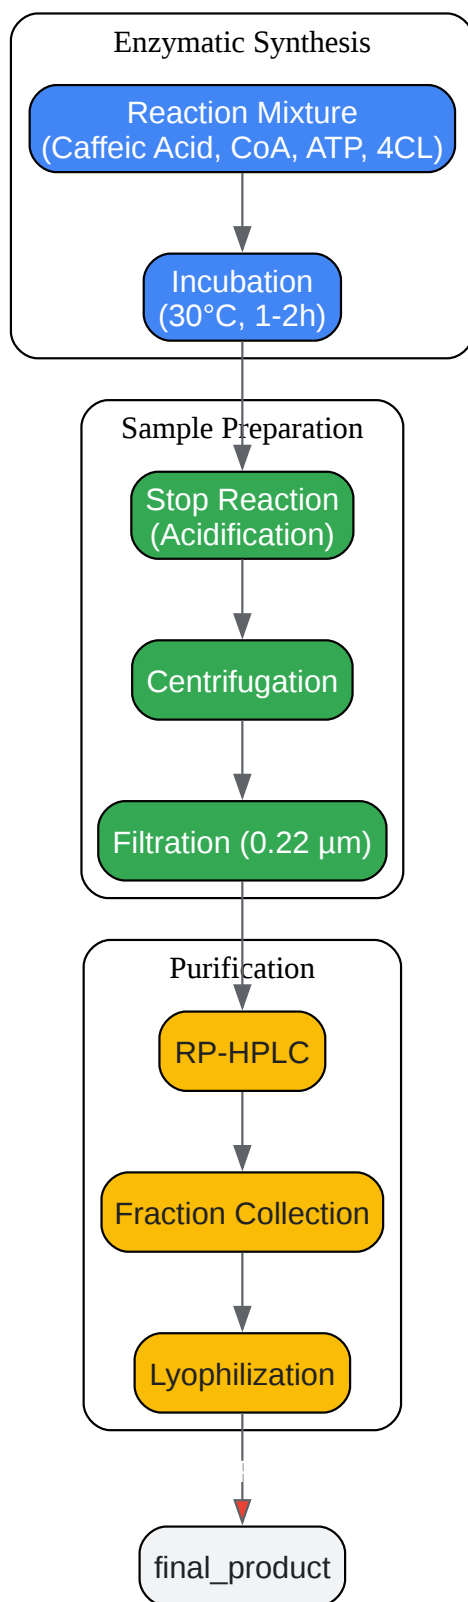 Enzymatic Synthesis
Reaction Mixture
(Caffeic Acid, CoA, ATP, 4CL)
Incubation
(30°C, 1-2h)
Sample Preparation
Stop Reaction
(Acidification)
Centrifugation
Filtration (0.22 µm)
Purification
RP-HPLC
Fraction Collection
Lyophilization
final_product